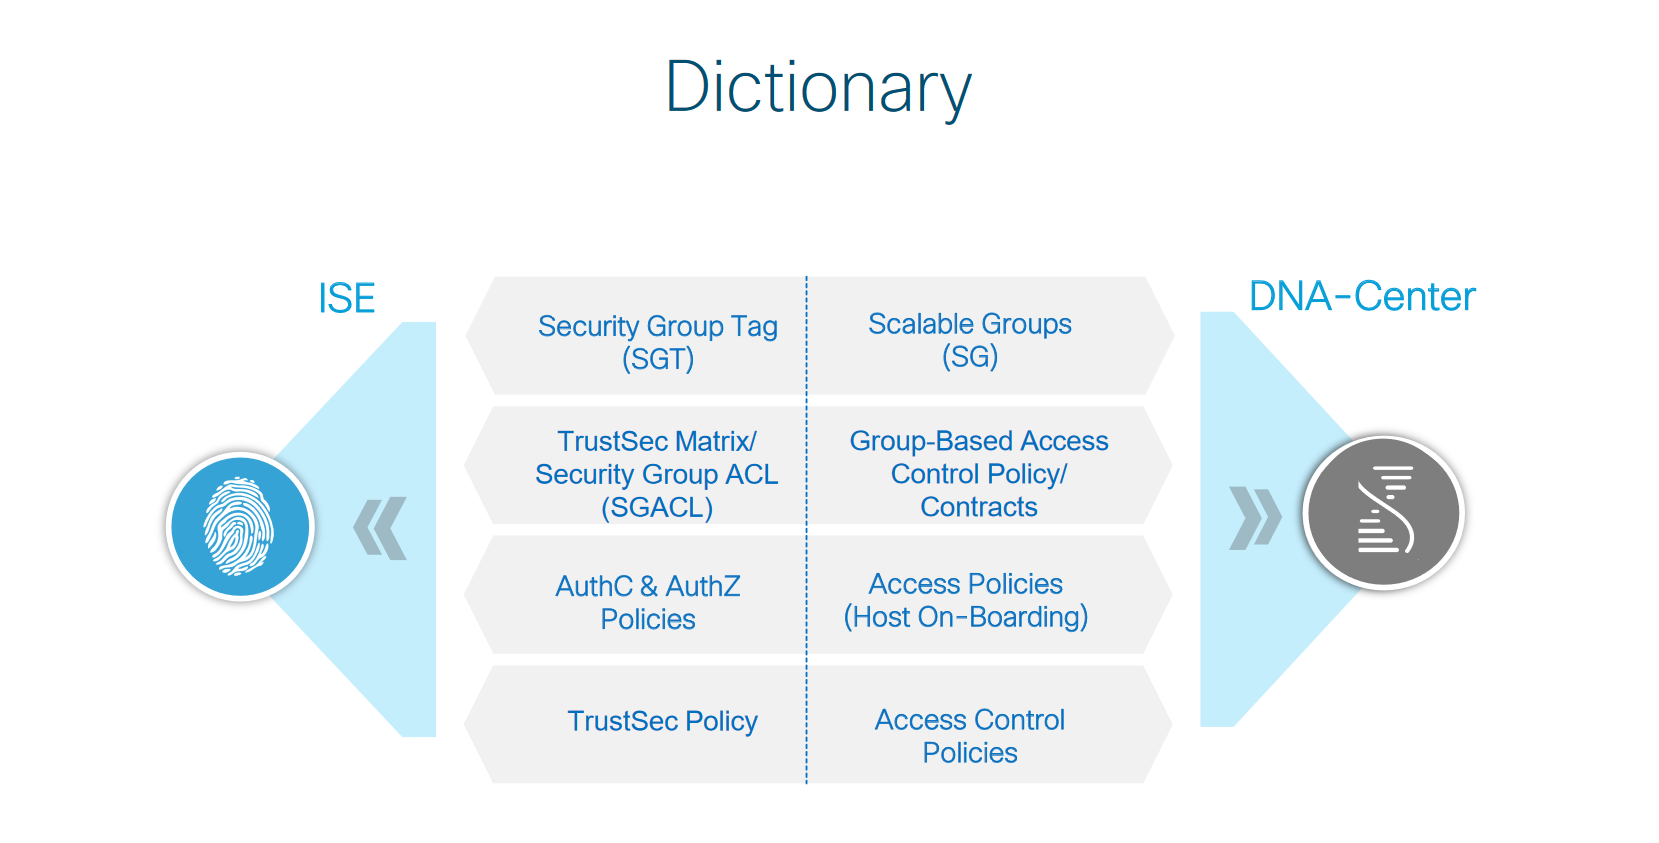 Dictionary
ISE
DNA-Center
Security Group Tag
(SGT)
Scalable Groups
(SG)
TrustSec Matrix/
Security Group ACL
(SGACL)
Group-Based Access
Control Policy/
Contracts
AuthC & AuthZ
Policies
Access Policies
(Host On-Boarding)
TrustSec Policy
Access Control
Policies